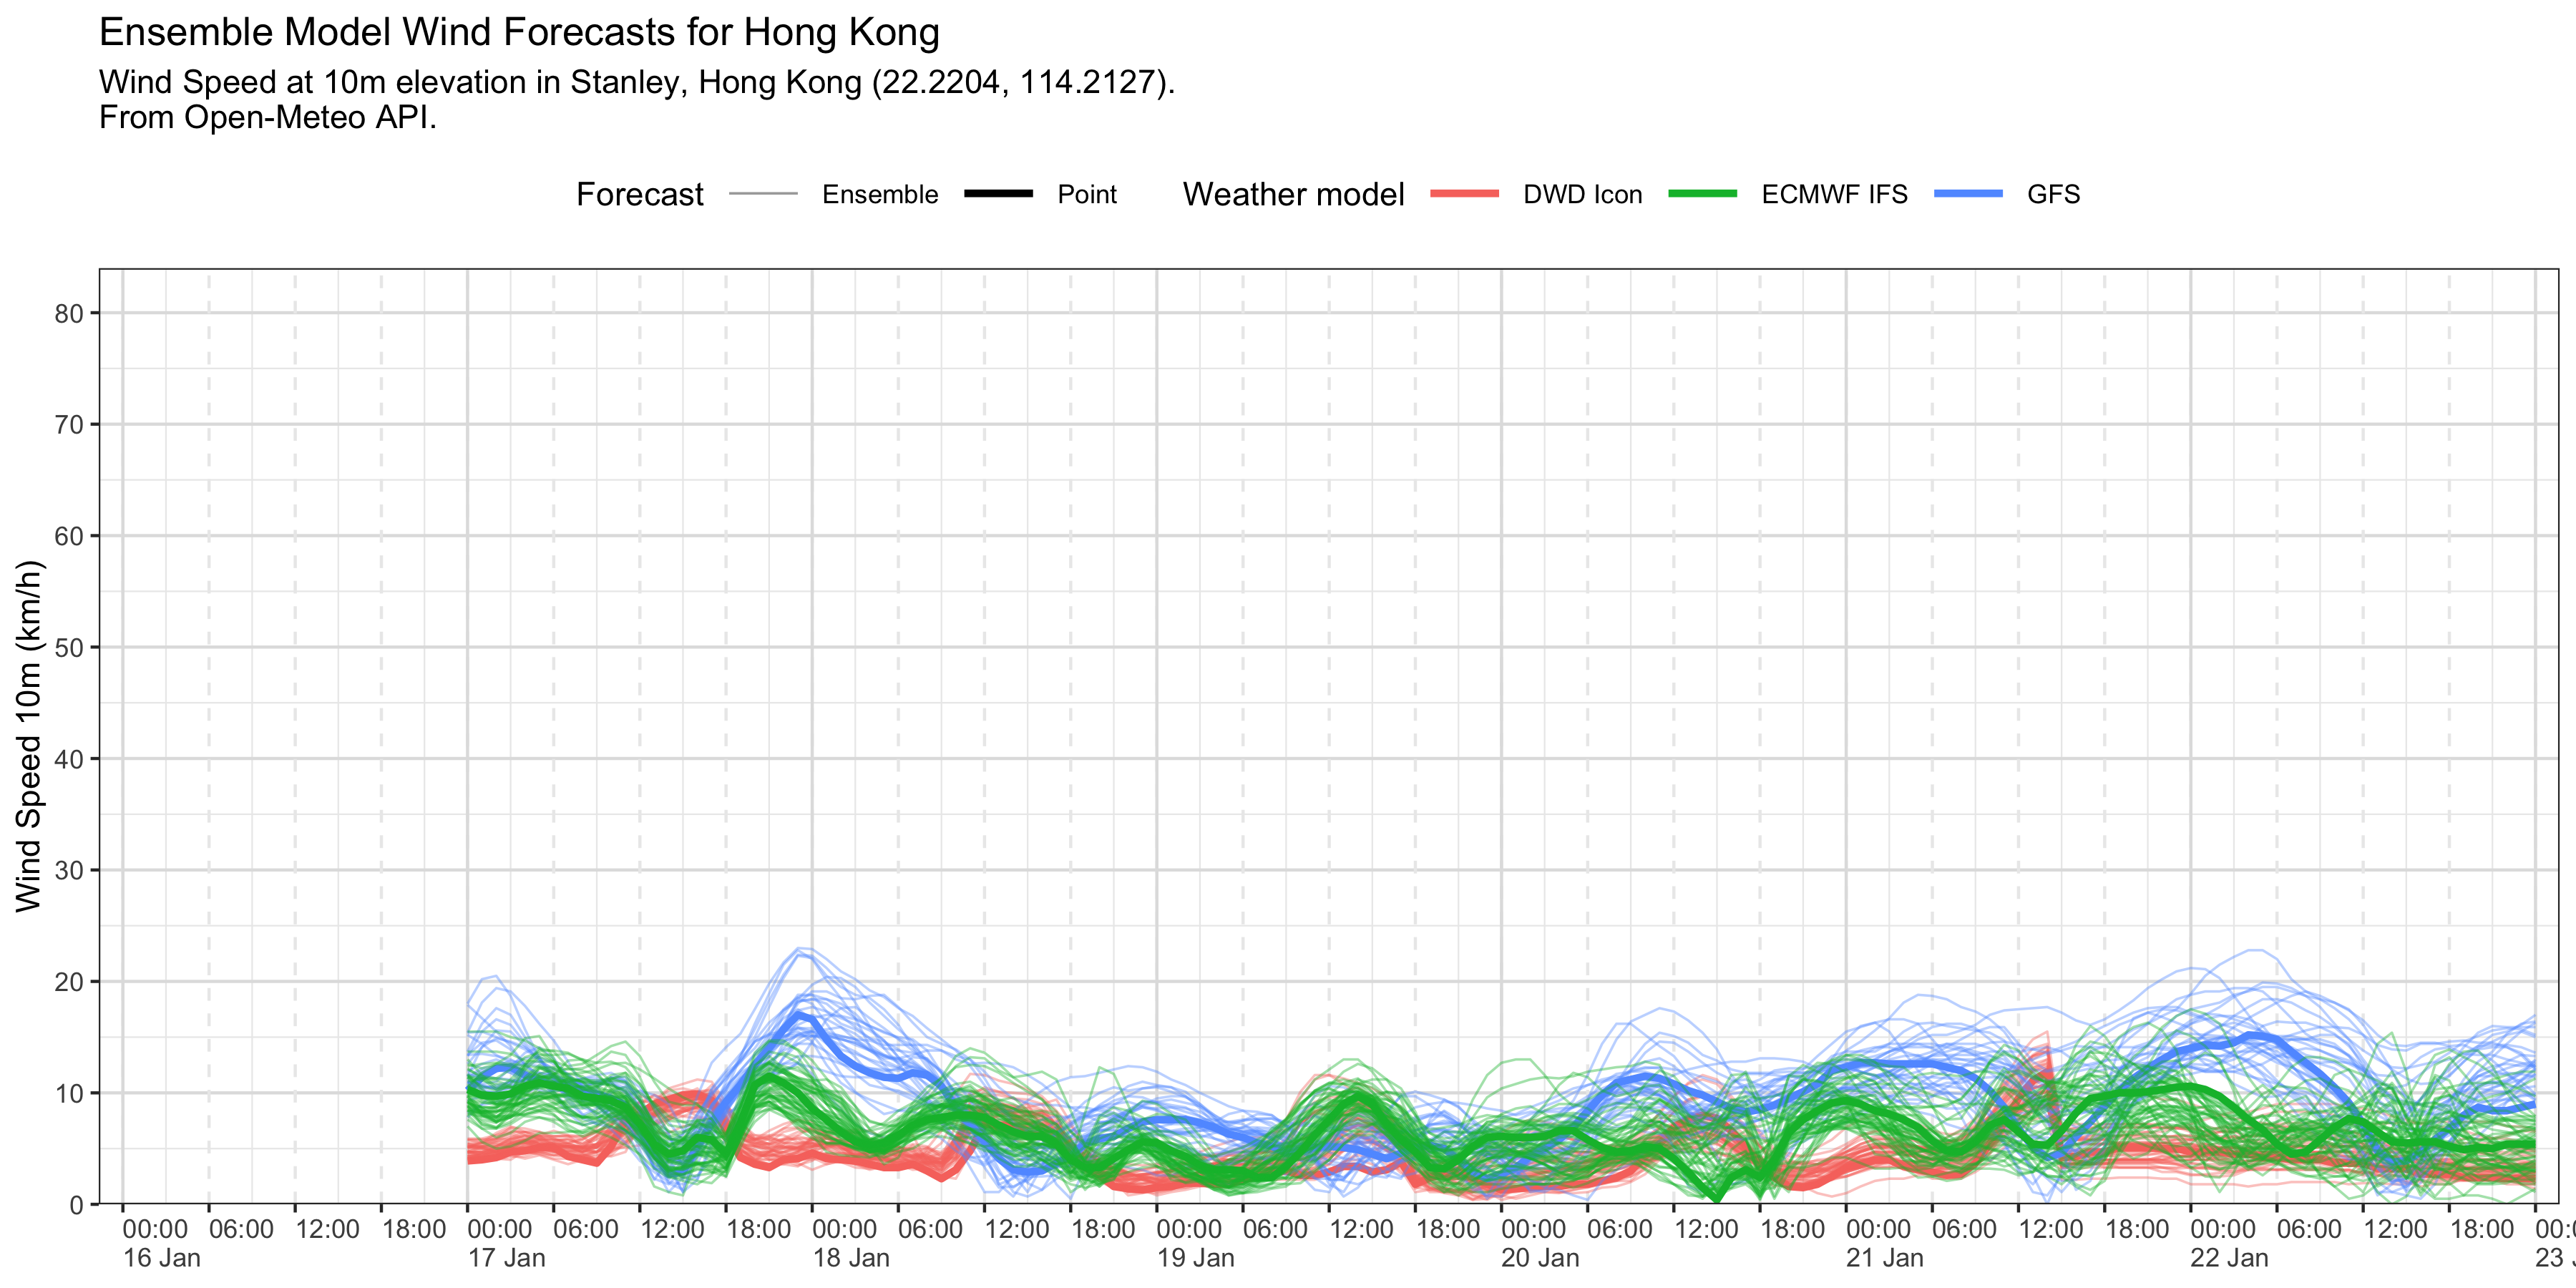 Ensemble Model Wind Forecasts for Hong Kong
Wind Speed at 10m elevation in Stanley, Hong Kong (22.2204, 114.2127).
From Open-Meteo API.
Forecast Ensemble Point Weather model DWD Icon ECMWF IFS GFS
Wind Speed 10m (km/h)
80
70
60
50
40
30
20
10
0
00:00 06:00 12:00 18:00 00:00 06:00 12:00 18:00 00:00 06:00 12:00 18:00 00:00 06:00 12:00 18:00 00:00 06:00 12:00 18:00 00:00 06:00 12:00 18:00 00:00 06:00 12:00 18:00
16 Jan 17 Jan 18 Jan 19 Jan 20 Jan 21 Jan 22 Jan 23